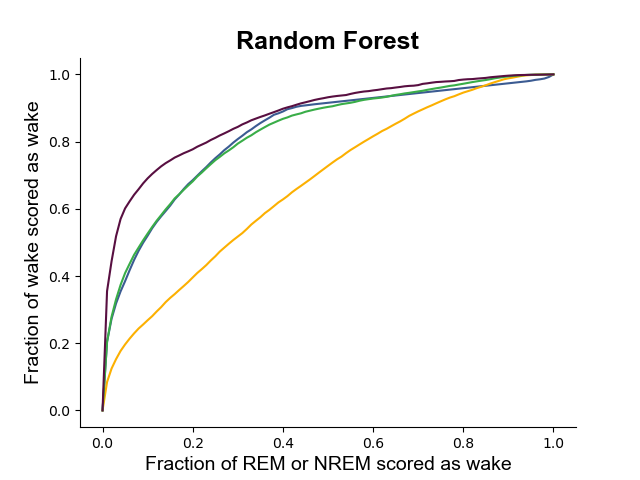 Random Forest
Fraction of wake scored as wake
1.0
0.8
0.6
0.4
0.2
0.0
0.0 0.2 0.4 0.6 0.8 1.0
Fraction of REM or NREM scored as wake